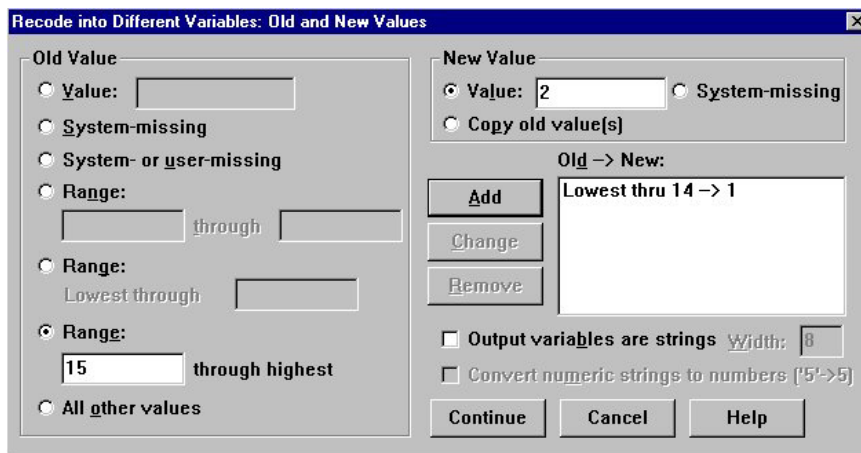 Recode into Different Variables: Old and New Values
Old Value
Value:
System-missing
System- or user-missing
Range:
through
Range:
Lowest through
Range:
15 through highest
All other values
New Value
Value: 2 System-missing
Copy old value(s)
Old –> New:
Add
Change
Remove
Lowest thru 14 –> 1
Output variables are strings Width: 8
Convert numeric strings to numbers ('5'->5)
Continue Cancel Help